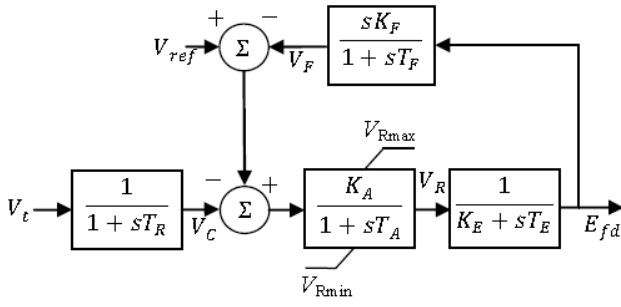 +
−
V_ref
Σ
V_F
sK_F
1 + sT_F
V_Rmax
V_t
1
1 + sT_R
−
V_C
Σ
+
K_A
1 + sT_A
V_R
1
K_E + sT_E
E_fd
V_Rmin